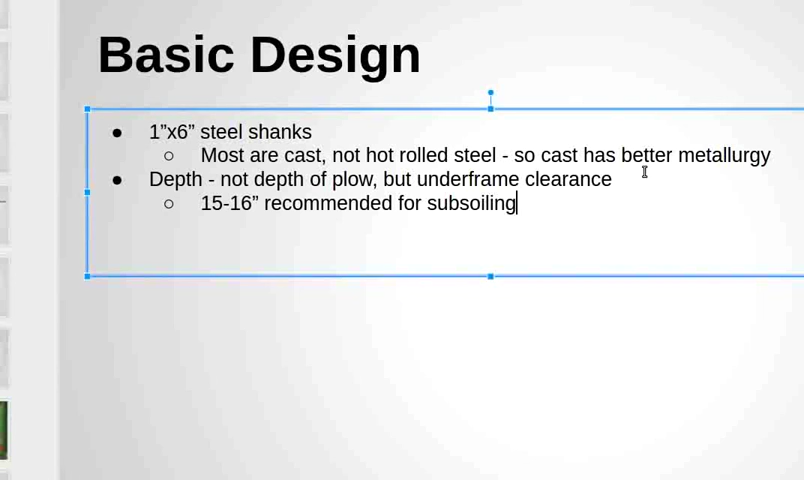 Basic Design
● 1”x6” steel shanks
○ Most are cast, not hot rolled steel - so cast has better metallurgy
● Depth - not depth of plow, but underframe clearance
○ 15-16” recommended for subsoiling